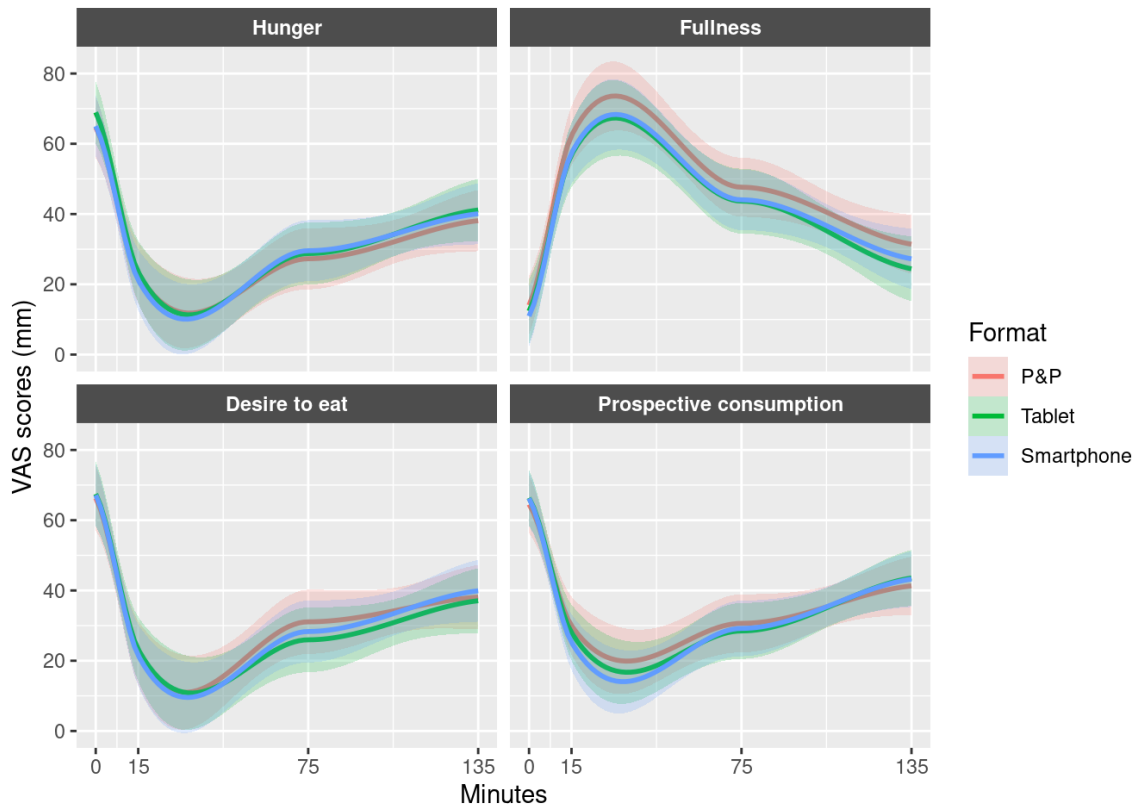 Hunger
Fullness
80
60
40
20
0
Desire to eat
Prospective consumption
80
60
40
20
0
0 15 75 135
0 15 75 135
Minutes
VAS scores (mm)
Format
P&P
Tablet
Smartphone